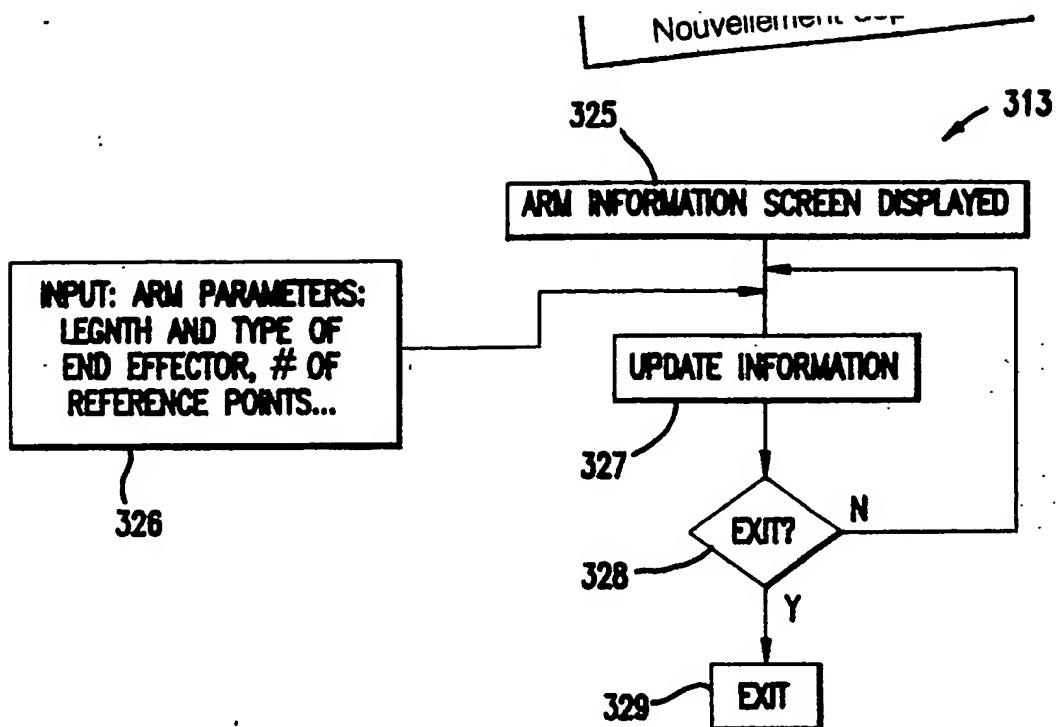 Nouvellement
313
325
ARM INFORMATION SCREEN DISPLAYED
INPUT: ARM PARAMETERS:
LEGNTH AND TYPE OF
END EFFECTOR, # OF
REFERENCE POINTS...
326
UPDATE INFORMATION
327
EXIT?
N
328
Y
EXIT
329